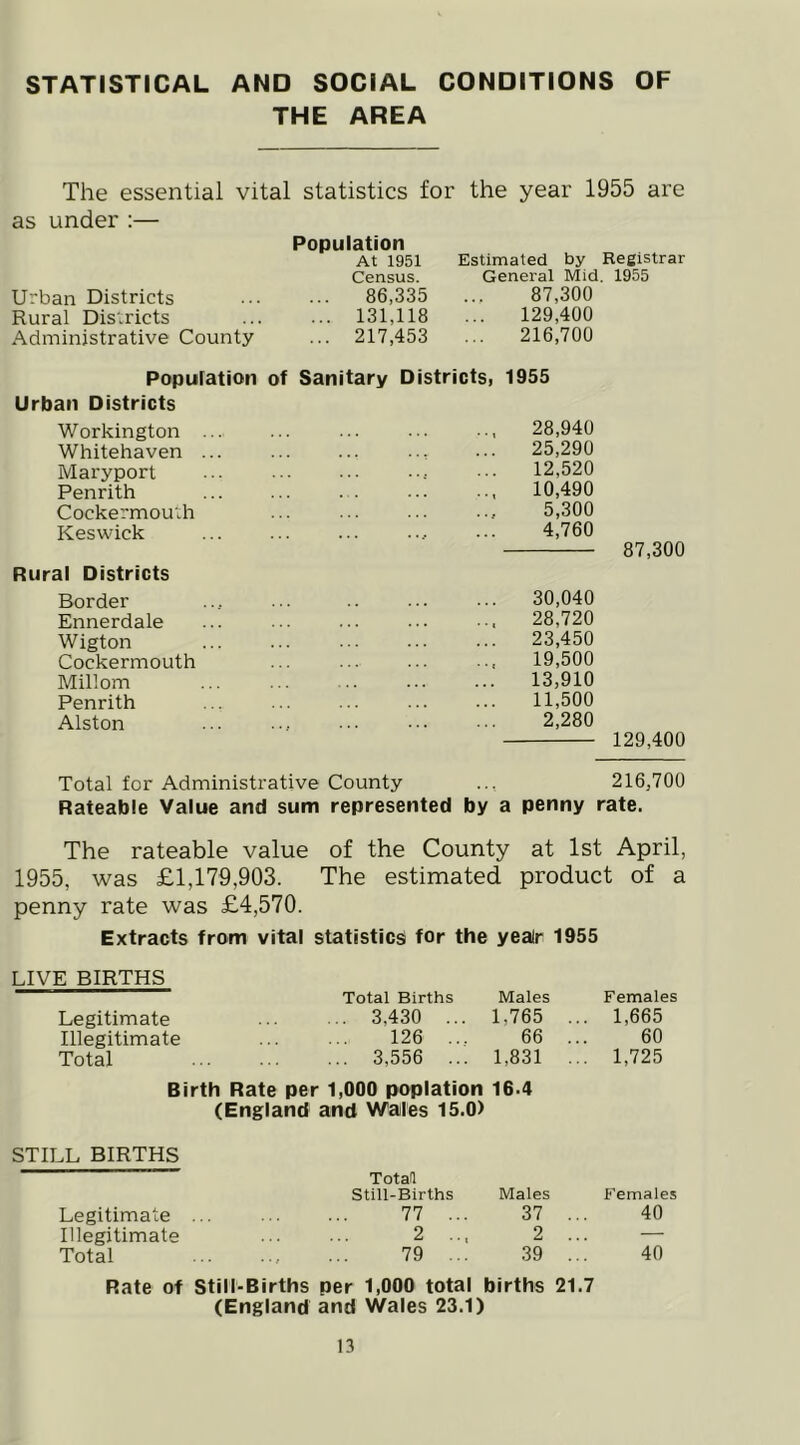 STATISTICAL AND SOCIAL CONDITIONS OF
THE AREA
The essential vital statistics for the year 1955 are
as under :—
Population
At 1951 Estimated by Registrar
Census. General Mid. 1955
Urban Districts ... ... 86,335 ... 87,300
Rural Districts ... ... 131,118 ... 129,400
Administrative County ... 217,453 ... 216,700
Population of Sanitary Districts, 1955
Urban Districts
Workington ... ... ... ... ... 28,940
Whitehaven ... ... ... ... ... 25,290
Maryport ... ... ... ... ... 12,520
Penrith ... ... ... ... ... 10,490
Cockermouth ... ... ... ... 5,300
Keswick ... ... ... ... ... 4,760
87,300
Rural Districts
Border ... ... .. ... ... 30,040
Ennerdale ... ... ... ... ... 28,720
Wigton ... ... ... ... ... 23,450
Cockermouth ... ... ... ... 19,500
Millom ... ... ... ... ... 13,910
Penrith ... ... ... ... ... 11,500
Alston ... ... ... ... ... 2,280
129,400
Total for Administrative County ... 216,700
Rateable Value and sum represented by a penny rate.
The rateable value of the County at 1st April,
1955, was £1,179,903. The estimated product of a
penny rate was £4,570.
Extracts from vital statistics for the year 1955
LIVE BIRTHS
Total Births Males Females
Legitimate ... ... 3,430 ... 1,765 ... 1,665
Illegitimate ... ... 126 ... 66 ... 60
Total ... ... ... 3,556 ... 1,831 ... 1,725
Birth Rate per 1,000 poplation 16.4
(England and Wales 15.0)
STILL BIRTHS
Total
Still-Births Males Females
Legitimate ... ... ... 77 ... 37 ... 40
Illegitimate ... ... 2 ... 2 ... —
Total ... ... ... 79 ... 39 ... 40
Rate of Still-Births per 1,000 total births 21.7
(England and Wales 23.1)
13